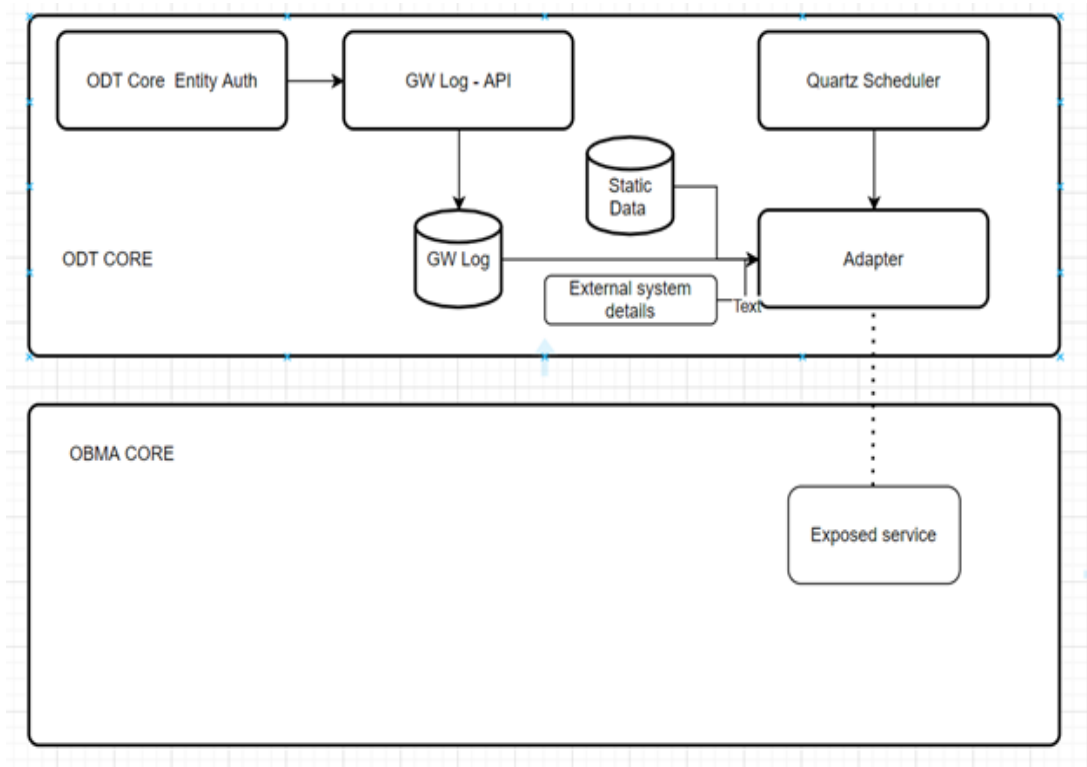 ODT Core Entity Auth
GW Log - API
Quartz Scheduler
Static
Data
ODT CORE
GW Log
Adapter
External system
details
Text
OBMA CORE
Exposed service